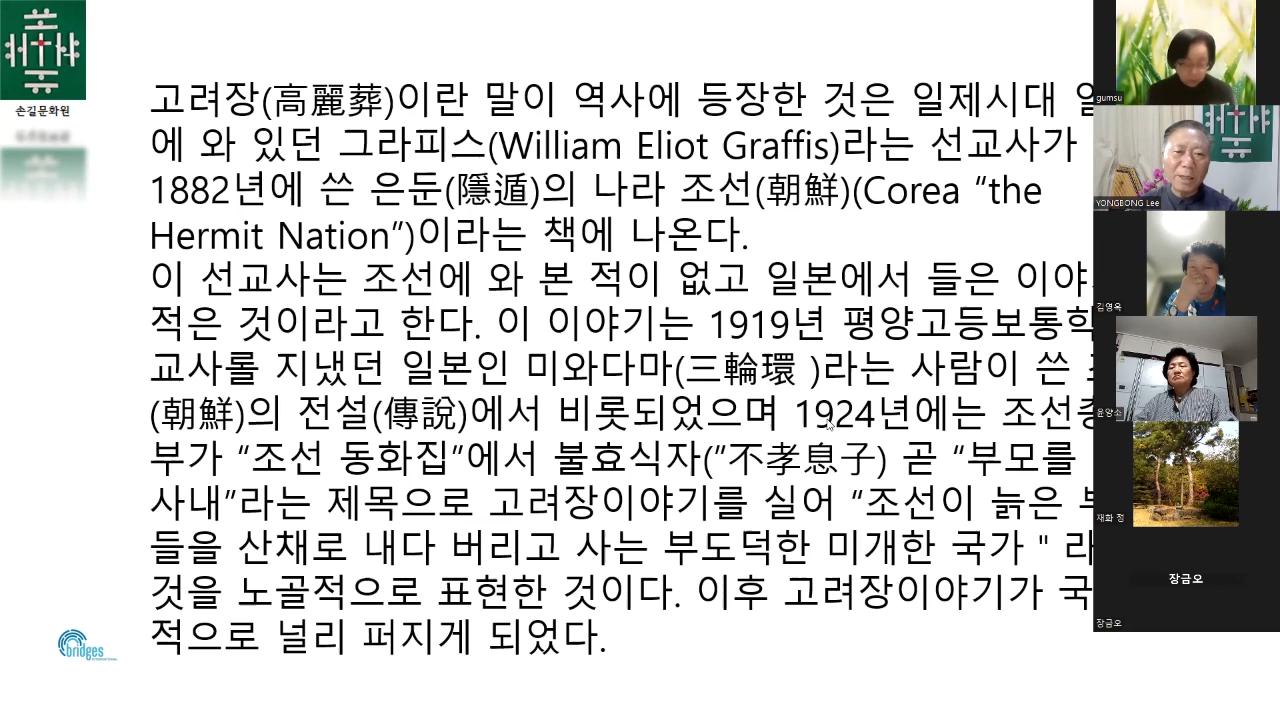 손길문화원
고려장(高麗葬)이란 말이 역사에 등장한 것은 일제시대
에 와 있던 그라피스(William Eliot Graffis)라는 선교사가
1882년에 쓴 은둔(隱遁)의 나라 조선(朝鮮)(Corea “the
Hermit Nation”)이라는 책에 나온다.
이 선교사는 조선에 와 본 적이 없고 일본에서 들은 이야
적은 것이라고 한다. 이 이야기는 1919년 평양고등보통학
교사롤 지냈던 일본인 미와다마(三輪環 )라는 사람이 쓴
(朝鮮)의 전설(傳說)에서 비롯되었으며 1924년에는 조선총
부가 “조선 동화집”에서 불효식자(”不孝息子) 곧 “부모를
사내”라는 제목으로 고려장이야기를 실어 “조선이 늙은
들을 산채로 내다 버리고 사는 부도덕한 미개한 국가 " 라
것을 노골적으로 표현한 것이다. 이후 고려장이야기가 국
적으로 널리 퍼지게 되었다.
bridges
INTERNATIONAL
gumsu
YONGBONG Lee
김영옥
윤양소
재화 정
장금오
장금오